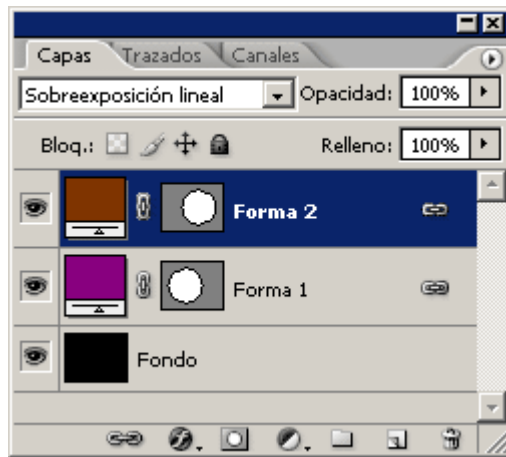 Capas Trazados Canales
Sobreexposición lineal Opacidad: 100%
Bloq.: Relleno: 100%
Forma 2
Forma 1
Fondo